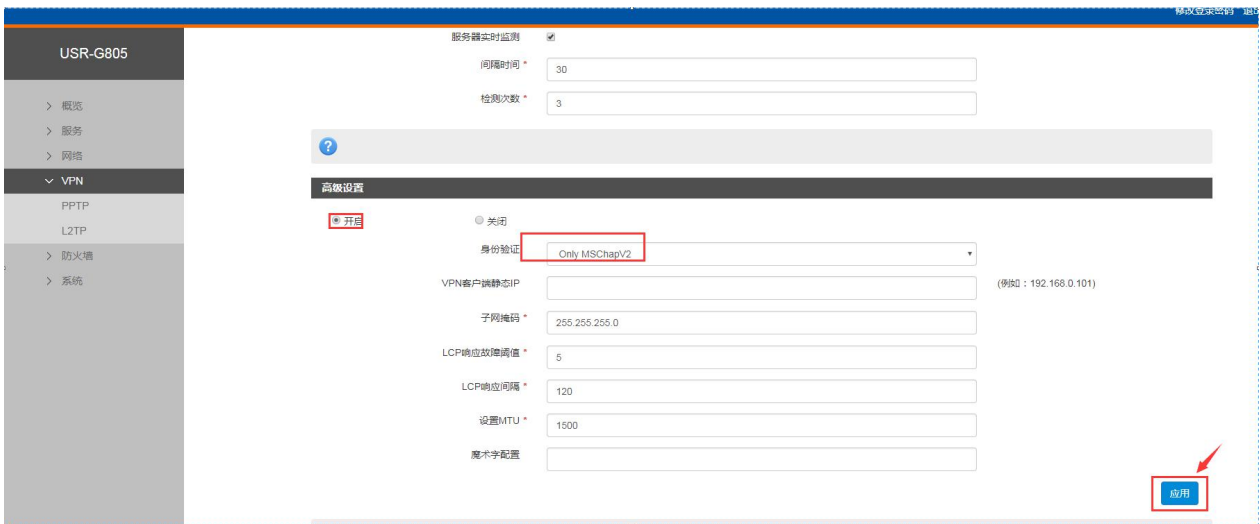 修改登录密码 退出
USR-G805
概览
服务
网络
VPN
PPTP
L2TP
防火墙
系统
服务器实时监测
间隔时间 * 30
检测次数 * 3
高级设置
开启 关闭
身份验证 Only MSChapV2
VPN客户端静态IP (例如：192.168.0.101)
子网掩码 * 255.255.255.0
LCP响应故障阈值 * 5
LCP响应间隔 * 120
设置MTU * 1500
魔术字配置
应用